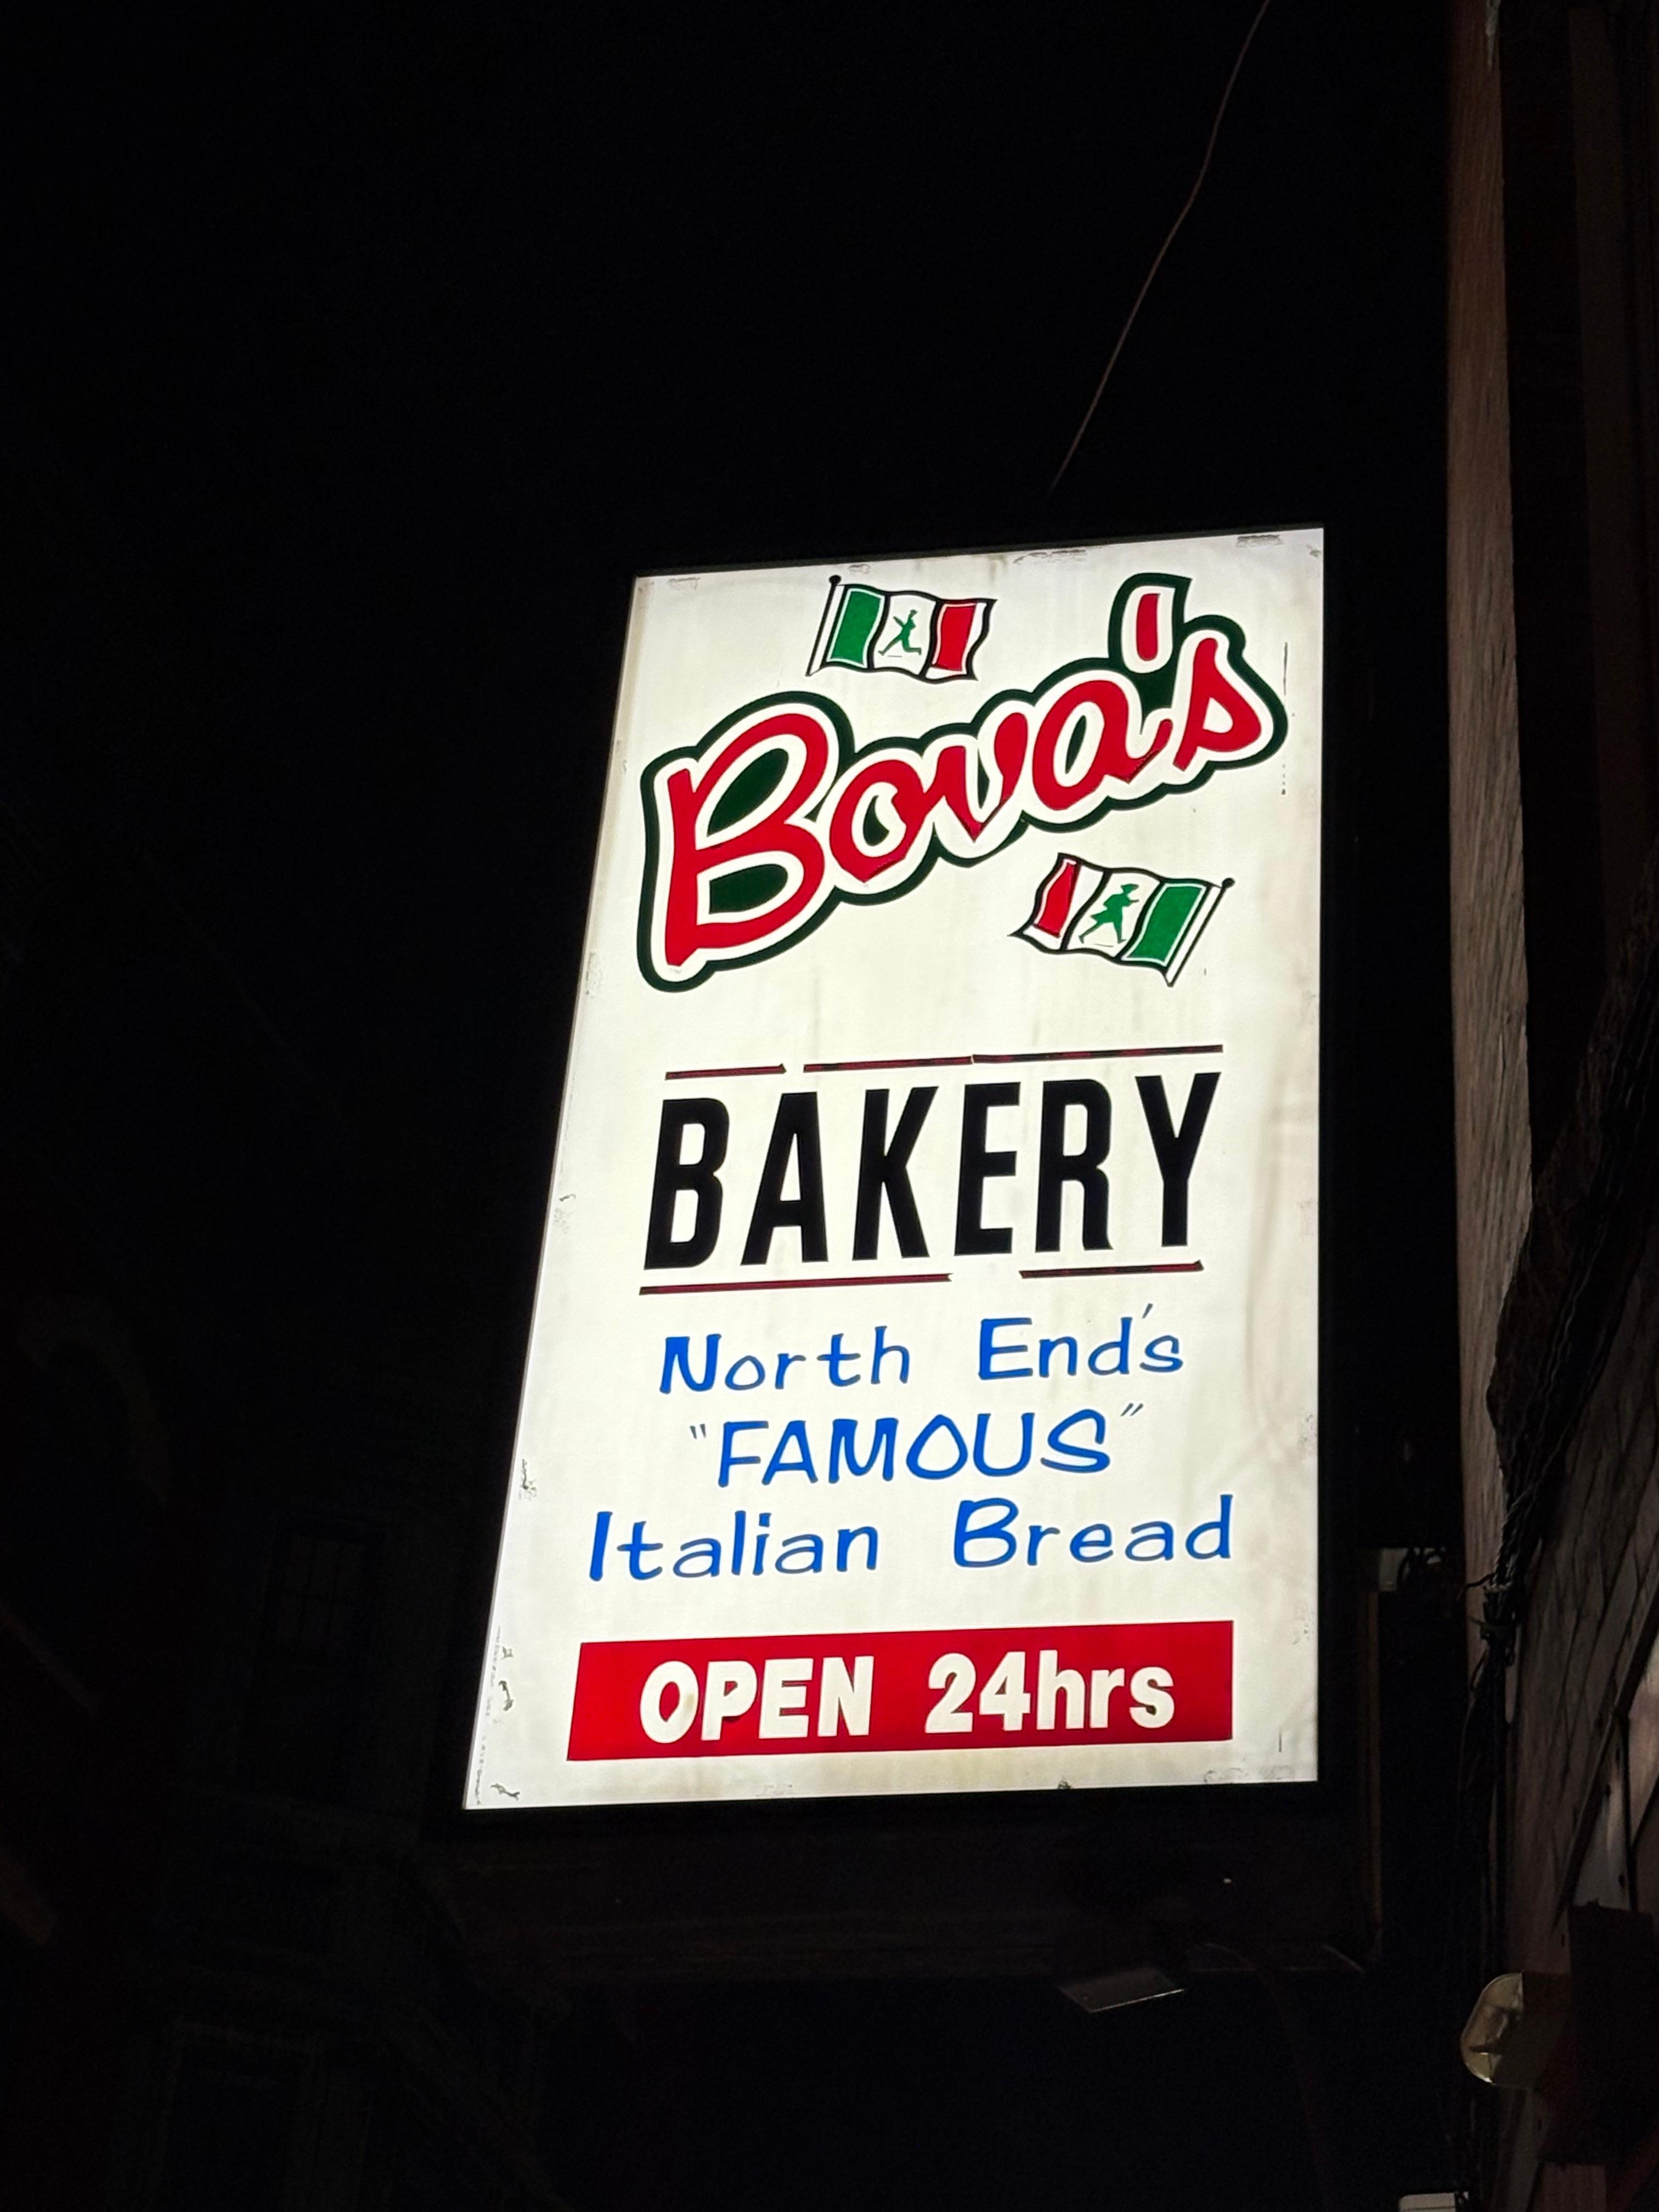 Bova's
BAKERY
North End's
"FAMOUS"
Italian Bread
OPEN 24hrs